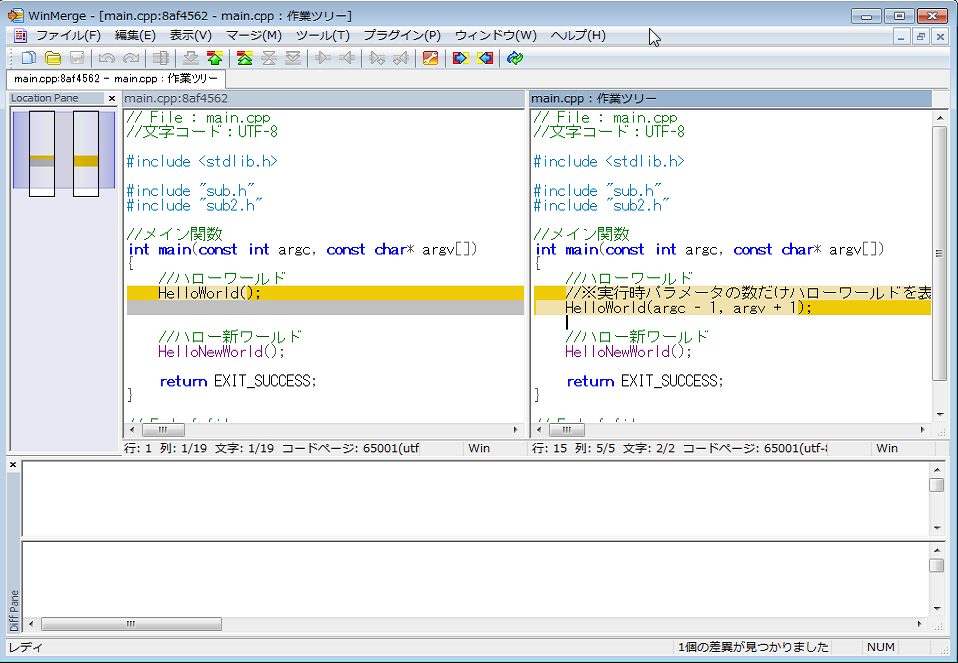 WinMerge - [main.cpp:8af4562 - main.cpp : 作業ツリー]
ファイル(F) 編集(E) 表示(V) マージ(M) ツール(T) プラグイン(P) ウィンドウ(W) ヘルプ(H)
main.cpp:8af4562 - main.cpp : 作業ツリー
Location Pane
main.cpp:8af4562
// File : main.cpp
//文字コード：UTF-8
#include <stdlib.h>
#include "sub.h"
#include "sub2.h"
//メイン関数
int main(const int argc, const char* argv[])
{
//ハローワールド
HelloWorld();
//ハロー新ワールド
HelloNewWorld();
return EXIT_SUCCESS;
}
行: 1 列: 1/19 文字: 1/19 コードページ: 65001(utf
Win
main.cpp : 作業ツリー
// File : main.cpp
//文字コード：UTF-8
#include <stdlib.h>
#include "sub.h"
#include "sub2.h"
//メイン関数
int main(const int argc, const char* argv[])
{
//ハローワールド
//※実行時パラメータの数だけハローワールドを表
HelloWorld(argc - 1, argv + 1);
//ハロー新ワールド
HelloNewWorld();
return EXIT_SUCCESS;
}
行: 15 列: 5/5 文字: 2/2 コードページ: 65001(utf-8
Win
Diff Pane
レディ
1個の差異が見つかりました
NUM